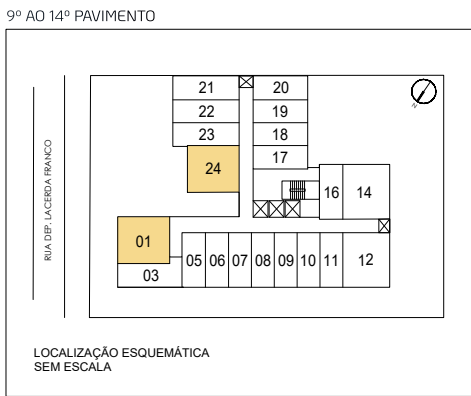 9º AO 14º PAVIMENTO
21 20
22 19
23 18
17
24
16 14
RUA DEP. LACERDA FRANCO
N
01
05 06 07 08 09 10 11 12
03
LOCALIZAÇÃO ESQUEMÁTICA
SEM ESCALA